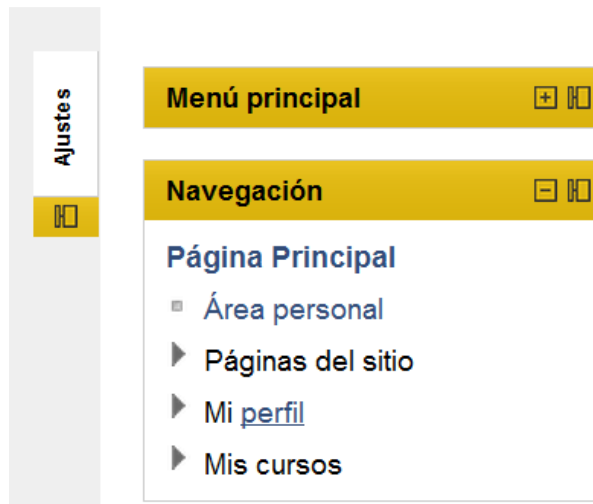 Ajustes
Menú principal
Navegación
Página Principal
Área personal
Páginas del sitio
Mi perfil
Mis cursos